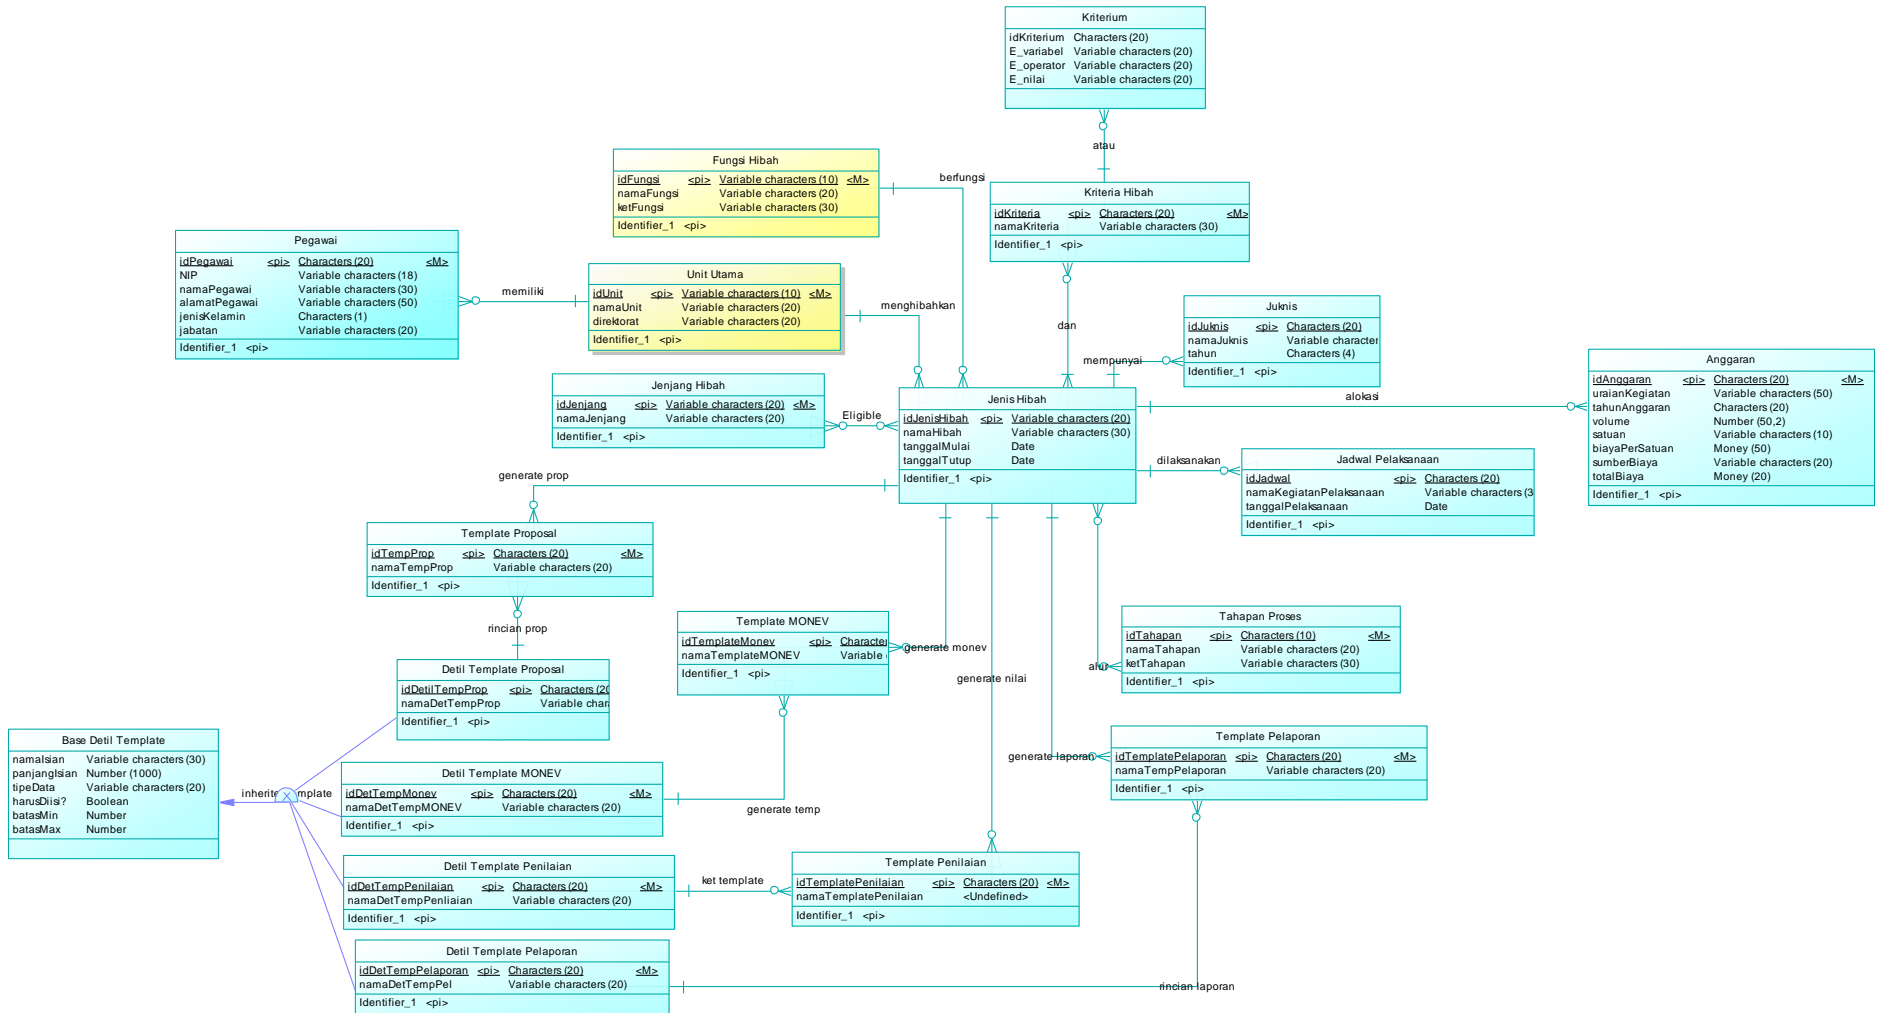 Kriterium
idKriterium Characters (20)
E_variabel Variable characters (20)
E_operator Variable characters (20)
E_nilai Variable characters (20)
atau
Fungsi Hibah
idFungsi <pi> Variable characters (10) <M>
namaFungsi Variable characters (20)
ketFungsi Variable characters (30)
Identifier_1 <pi>
berfungsi
Kriteria Hibah
idKriteria <pi> Characters (20) <M>
namaKriteria Variable characters (30)
Identifier_1 <pi>
Pegawai
idPegawai <pi> Characters (20) <M>
NIP Variable characters (18)
namaPegawai Variable characters (30)
alamatPegawai Variable characters (50)
jenisKelamin Characters (1)
jabatan Variable characters (20)
Identifier_1 <pi>
memiliki
Unit Utama
idUnit <pi> Variable characters (10) <M>
namaUnit Variable characters (20)
direktorat Variable characters (20)
Identifier_1 <pi>
menghibahkan
dan
Juknis
idJuknis <pi> Characters (20)
namaJuknis Variable character
tahun Characters (4)
Identifier_1 <pi>
mempunyai
Anggaran
idAnggaran <pi> Characters (20) <M>
uraianKegiatan Variable characters (50)
tahunAnggaran Characters (20)
volume Number (50,2)
satuan Variable characters (10)
biayaPerSatuan Money (50)
sumberBiaya Variable characters (20)
totalBiaya Money (20)
Identifier_1 <pi>
alokasi
Jenjang Hibah
idJenjang <pi> Variable characters (20) <M>
namaJenjang Variable characters (20)
Identifier_1 <pi>
Eligible
Jenis Hibah
idJenisHibah <pi> Variable characters (20)
namaHibah Variable characters (30)
tanggalMulai Date
tanggalTutup Date
Identifier_1 <pi>
dilaksanakan
Jadwal Pelaksanaan
idJadwal <pi> Characters (20)
namaKegiatanPelaksanaan Variable characters (3
tanggalPelaksanaan Date
Identifier_1 <pi>
generate prop
Template Proposal
idTempProp <pi> Characters (20) <M>
namaTempProp Variable characters (20)
Identifier_1 <pi>
rincian prop
Template MONEV
idTemplateMonev <pi> Character
namaTemplateMONEV Variable
Identifier_1 <pi>
generate monev
generate nilai
Tahapan Proses
idTahapan <pi> Characters (10) <M>
namaTahapan Variable characters (20)
ketTahapan Variable characters (30)
Identifier_1 <pi>
alur
Detil Template Proposal
idDetilTempProp <pi> Characters (20
namaDetTempProp Variable char
Identifier_1 <pi>
Base Detil Template
namaIsian Variable characters (30)
panjangIsian Number (1000)
tipeData Variable characters (20)
harusDiisi? Boolean
batasMin Number
batasMax Number
Template Pelaporan
idTemplatePelaporan <pi> Characters (20) <M>
namaTempPelaporan Variable characters (20)
Identifier_1 <pi>
generate laporan
Detil Template MONEV
idDetTempMonev <pi> Characters (20) <M>
namaDetTempMONEV Variable characters (20)
Identifier_1 <pi>
generate temp
Detil Template Penilaian
idDetTempPenilaian <pi> Characters (20) <M>
namaDetTempPenliaian Variable characters (20)
Identifier_1 <pi>
ket template
Template Penilaian
idTemplatePenilaian <pi> Characters (20) <M>
namaTemplatePenilaian <Undefined>
Identifier_1 <pi>
Detil Template Pelaporan
idDetTempPelaporan <pi> Characters (20) <M>
namaDetTempPel Variable characters (20)
Identifier_1 <pi>
rincian laporan